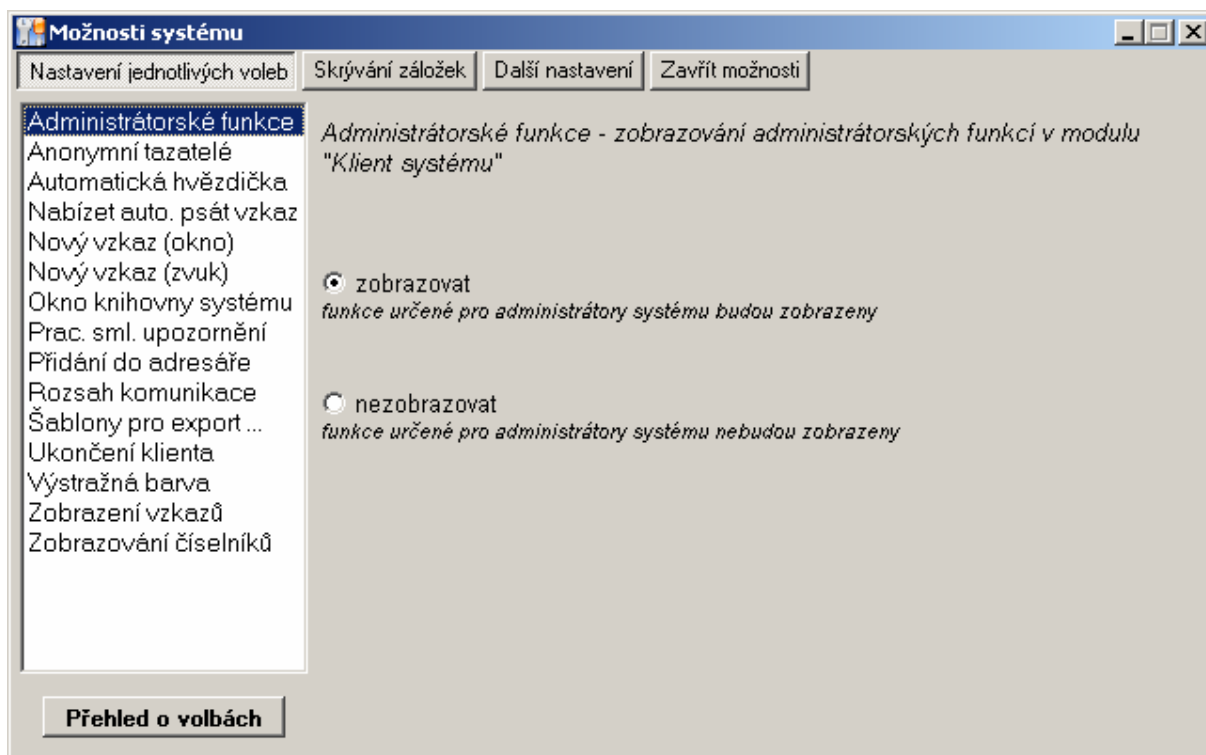 Možnosti systému
Nastavení jednotlivých voleb
Skrývání záložek
Další nastavení
Zavřít možnosti
Administrátorské funkce
Anonymní tazatelé
Automatická hvězdička
Nabízet auto. psát vzkaz
Nový vzkaz (okno)
Nový vzkaz (zvuk)
Okno knihovny systému
Prac. sml. upozornění
Přidání do adresáře
Rozsah komunikace
Šablony pro export ...
Ukončení klienta
Výstražná barva
Zobrazení vzkazů
Zobrazování číselníků
Přehled o volbách
Administrátorské funkce - zobrazování administrátorských funkcí v modulu
"Klient systému"
zobrazovat
funkce určené pro administrátory systému budou zobrazeny
nezobrazovat
funkce určené pro administrátory systému nebudou zobrazeny